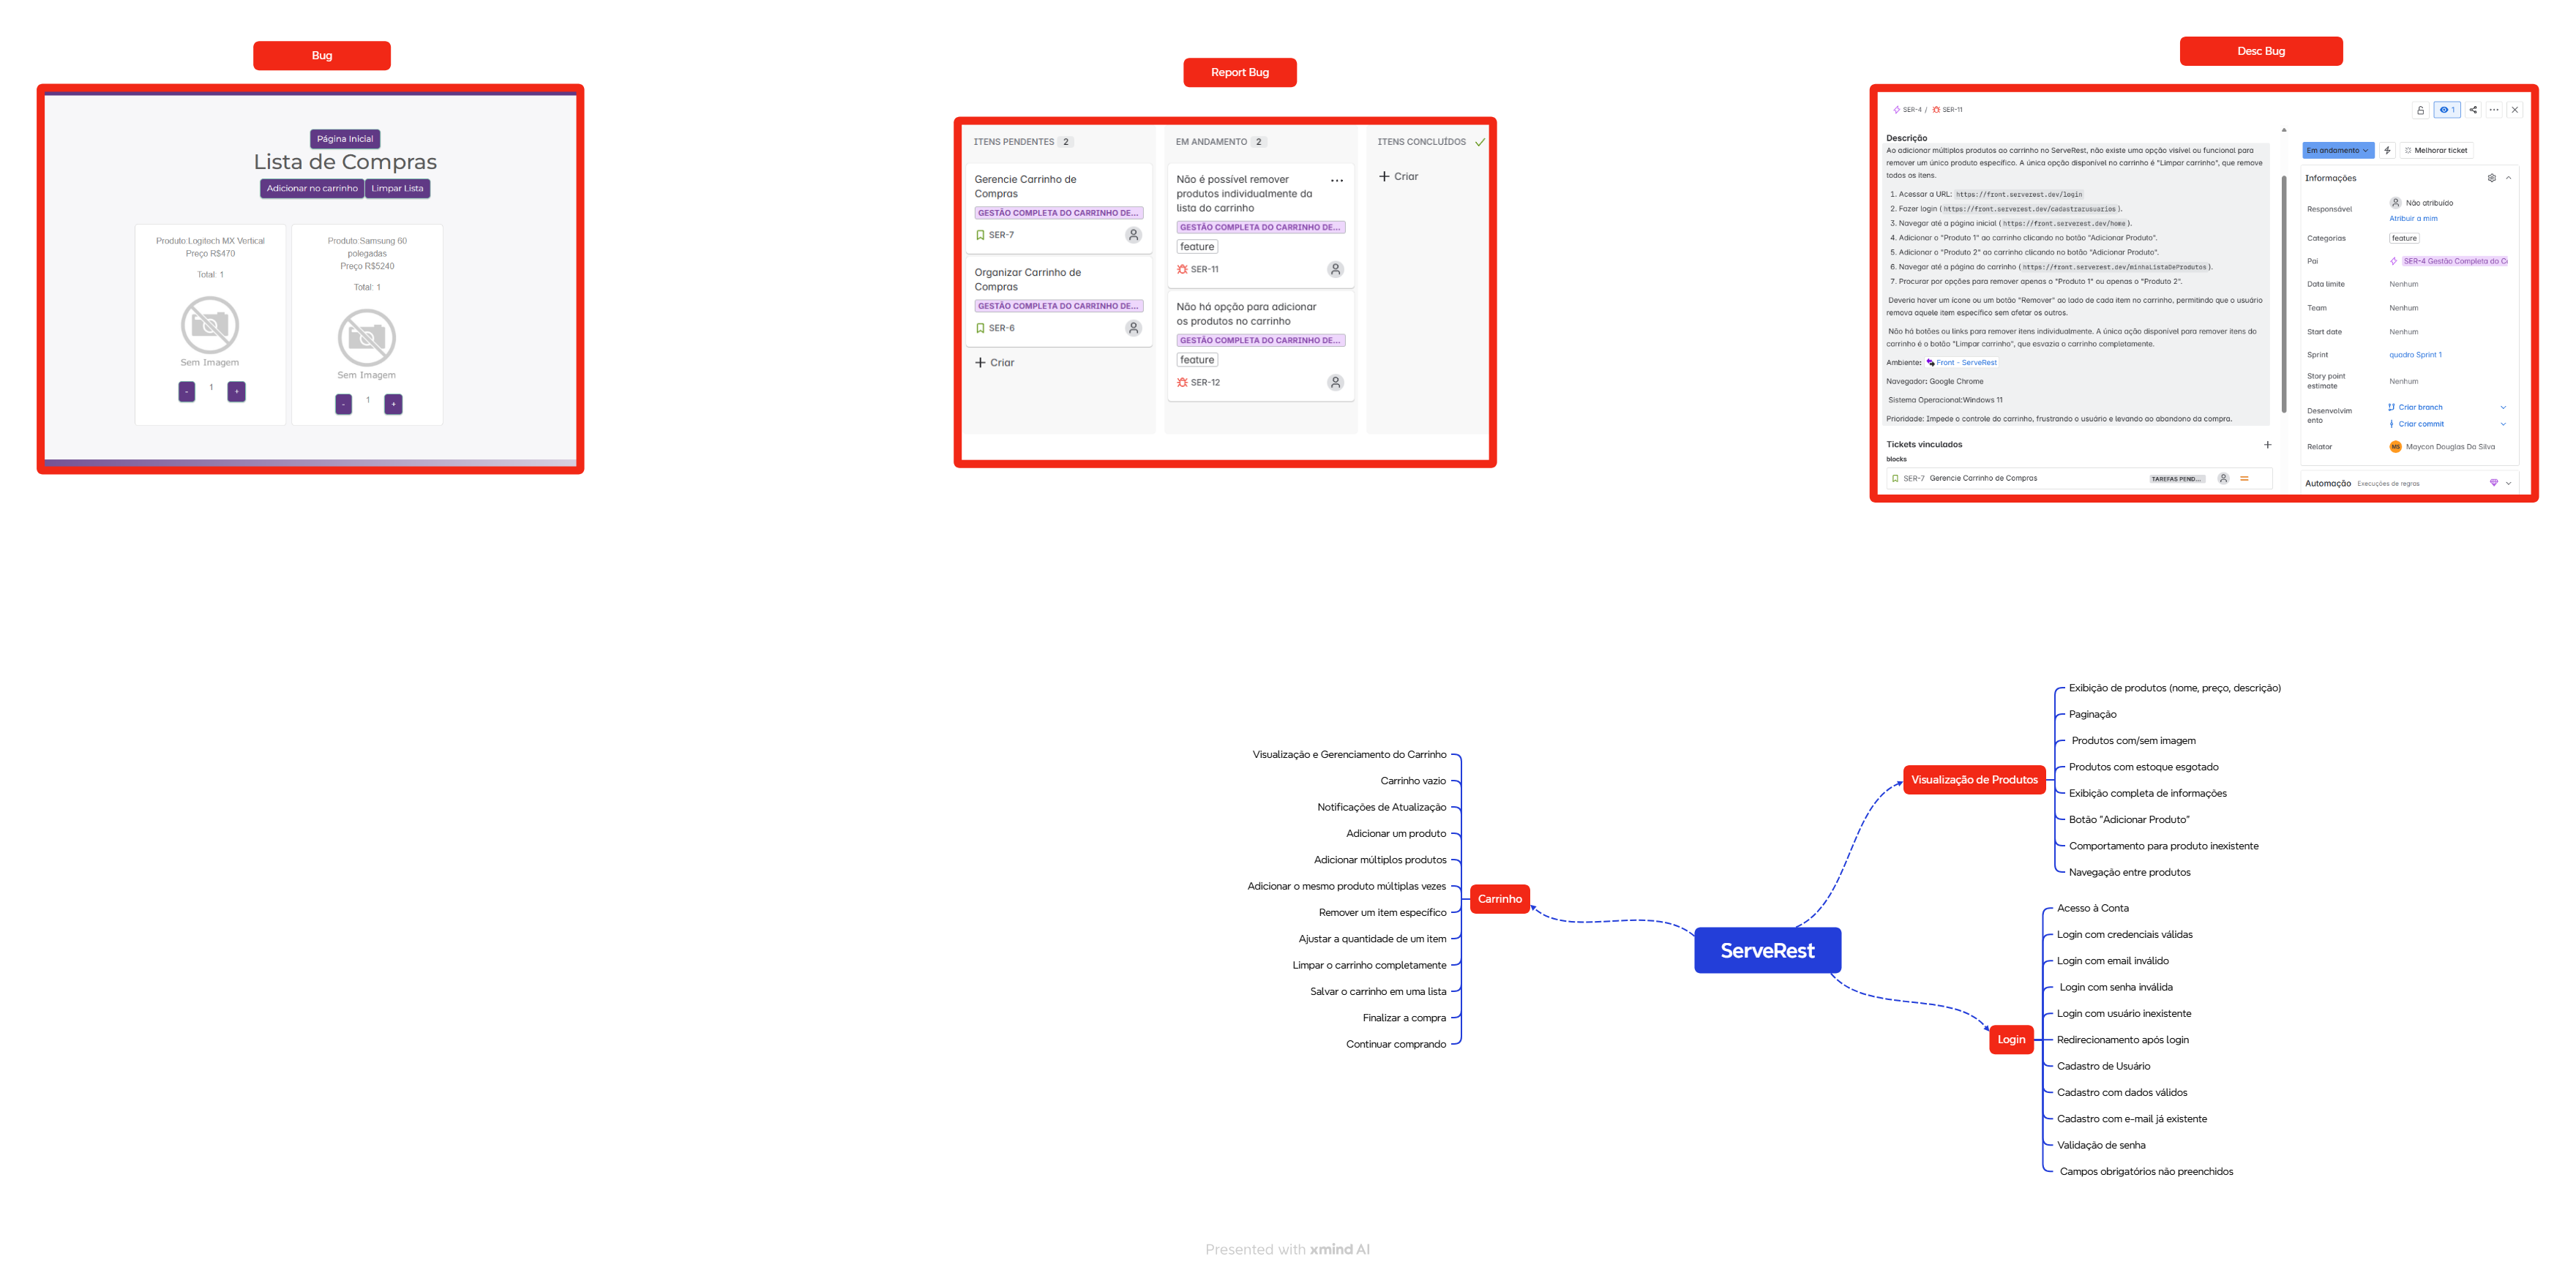 Bug
Página Inicial
Lista de Compras
Adicionar no carrinho
Limpar Lista
Produto:Logitech MX Vertical
Preço R$470
Total: 1
Sem Imagem
-
1
+
Produto:Samsung 60
polegadas
Preço R$5240
Total: 1
Sem Imagem
-
1
+
Report Bug
ITENS PENDENTES 2
Gerencie Carrinho de
Compras
GESTÃO COMPLETA DO CARRINHO DE...
SER-7
Organizar Carrinho de
Compras
GESTÃO COMPLETA DO CARRINHO DE...
SER-6
+ Criar
EM ANDAMENTO 2
Não é possível remover
produtos individualmente da
lista do carrinho
GESTÃO COMPLETA DO CARRINHO DE...
feature
SER-11
Não há opção para adicionar
os produtos no carrinho
GESTÃO COMPLETA DO CARRINHO DE...
feature
SER-12
ITENS CONCLUÍDOS
+ Criar
Desc Bug
SER-4 / SER-11
1
Descrição
Ao adicionar múltiplos produtos ao carrinho no ServeRest, não existe uma opção visível ou funcional para
remover um único produto específico. A única opção disponível no carrinho é "Limpar carrinho", que remove
todos os itens.
1. Acessar a URL: https://front.serverest.dev/login
2. Fazer login ( https://front.serverest.dev/cadastrarusuarios ).
3. Navegar até a página inicial ( https://front.serverest.dev/home ).
4. Adicionar o "Produto 1" ao carrinho clicando no botão "Adicionar Produto".
5. Adicionar o "Produto 2" ao carrinho clicando no botão "Adicionar Produto".
6. Navegar até a página do carrinho ( https://front.serverest.dev/minhaListaDeProdutos ).
7. Procurar por opções para remover apenas o "Produto 1" ou apenas o "Produto 2".
Deveria haver um ícone ou um botão "Remover" ao lado de cada item no carrinho, permitindo que o usuário
remova aquele item específico sem afetar os outros.
Não há botões ou links para remover itens individualmente. A única ação disponível para remover itens do
carrinho é o botão "Limpar carrinho", que esvazia o carrinho completamente.
Ambiente: Front - ServeRest
Navegador: Google Chrome
Sistema Operacional:Windows 11
Prioridade: Impede o controle do carrinho, frustrando o usuário e levando ao abandono da compra.
Tickets vinculados
blocks
SER-7 Gerencie Carrinho de Compras
TAREFAS PEND...
Em andamento
Melhorar ticket
Informações
Responsável
Não atribuído
Atribuir a mim
Categorias
feature
Pai
SER-4 Gestão Completa do C
Data limite
Nenhum
Team
Nenhum
Start date
Nenhum
Sprint
quadro Sprint 1
Story point
estimate
Nenhum
Desenvolvim
ento
Criar branch
Criar commit
Relator
MS
Maycon Douglas Da Silva
Automação Execuções de regras
Visualização e Gerenciamento do Carrinho
Carrinho vazio
Notificações de Atualização
Adicionar um produto
Adicionar múltiplos produtos
Adicionar o mesmo produto múltiplas vezes
Remover um item específico
Ajustar a quantidade de um item
Limpar o carrinho completamente
Salvar o carrinho em uma lista
Finalizar a compra
Continuar comprando
Carrinho
ServeRest
Visualização de Produtos
Exibição de produtos (nome, preço, descrição)
Paginação
Produtos com/sem imagem
Produtos com estoque esgotado
Exibição completa de informações
Botão "Adicionar Produto"
Comportamento para produto inexistente
Navegação entre produtos
Login
Acesso à Conta
Login com credenciais válidas
Login com email inválido
Login com senha inválida
Login com usuário inexistente
Redirecionamento após login
Cadastro de Usuário
Cadastro com dados válidos
Cadastro com e-mail já existente
Validação de senha
Campos obrigatórios não preenchidos
Presented with xmind AI